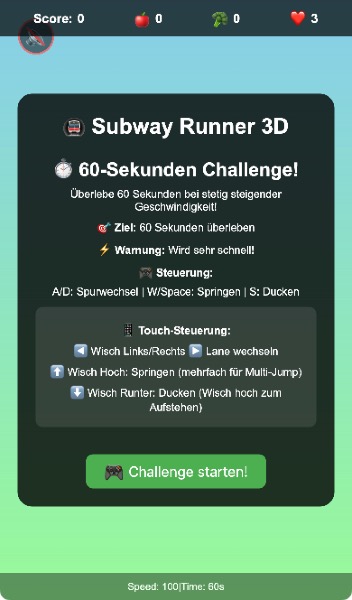 Score: 0 🍎 0 🥦 0 ❤️ 3
🚇 Subway Runner 3D
⏱️ 60-Sekunden Challenge!
Überlebe 60 Sekunden bei stetig steigender
Geschwindigkeit!
🎯 Ziel: 60 Sekunden überleben
⚡ Warnung: Wird sehr schnell!
🎮 Steuerung:
A/D: Spurwechsel | W/Space: Springen | S: Ducken
📱 Touch-Steuerung:
◀️ Wisch Links/Rechts ▶️ Lane wechseln
⬆️ Wisch Hoch: Springen (mehrfach für Multi-Jump)
⬇️ Wisch Runter: Ducken (Wisch hoch zum
Aufstehen)
🎮 Challenge starten!
Speed: 100|Time: 60s